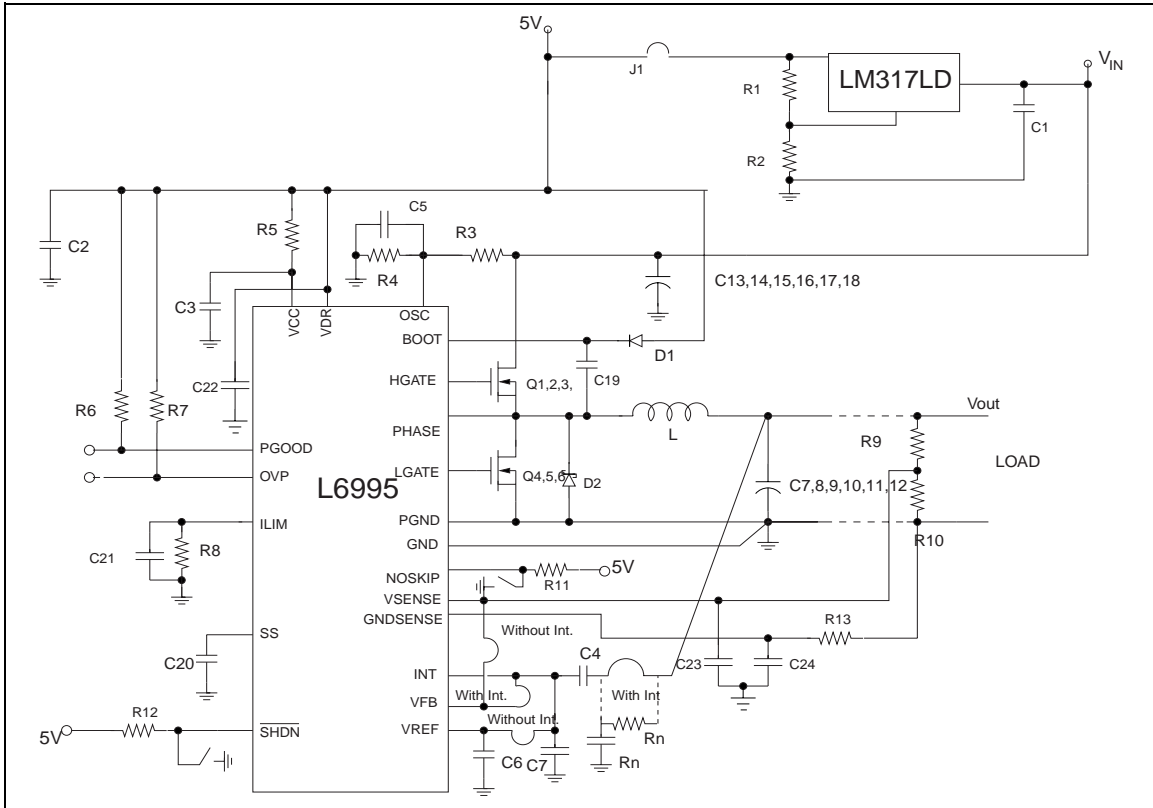 5V
VIN
J1
R1
LM317LD
C1
R2
C5
C2
R5
R3
R4
C13,14,15,16,17,18
C3
VCC
VDR
OSC
BOOT
D1
C22
HGATE
Q1,2,3,
C19
R6
R7
Vout
PHASE
L
R9
PGOOD
LGATE
Q4,5,6
D2
LOAD
OVP
L6995
C7,8,9,10,11,12
ILIM
PGND
C21
R8
GND
R10
NOSKIP
R11
5V
VSENSE
GNDSENSE
R13
Without Int.
SS
C20
C4
C23
C24
INT
With Int.
With Int
VFB
R12
Without Int.
5V
SHDN
VREF
Rn
C6
C7
Rn